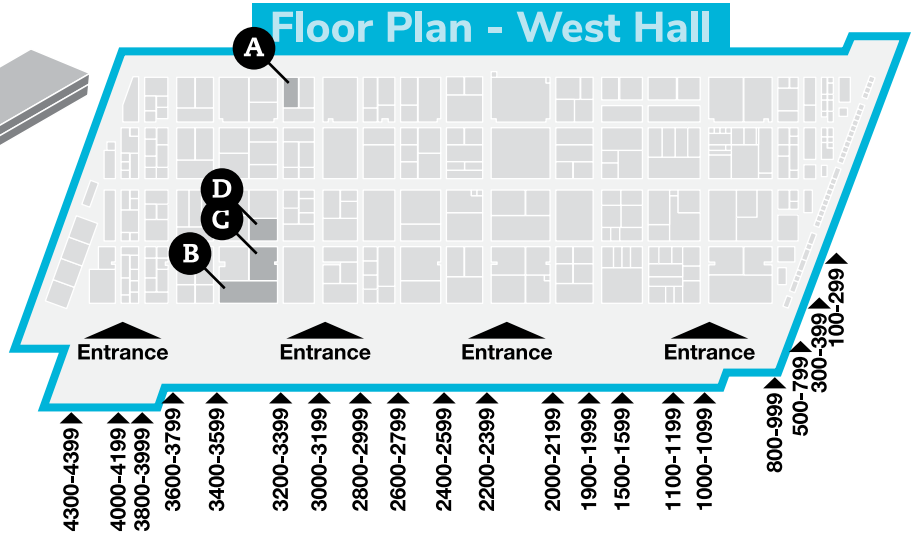 Floor Plan - West Hall
A
D
C
B
Entrance
Entrance
Entrance
Entrance
4300-4399
4000-4199
3800-3999
3600-3799
3400-3599
3200-3399
3000-3199
2800-2999
2600-2799
2400-2599
2200-2399
2000-2199
1900-1999
1500-1599
1100-1199
1000-1099
800-999
500-799
300-399
100-299